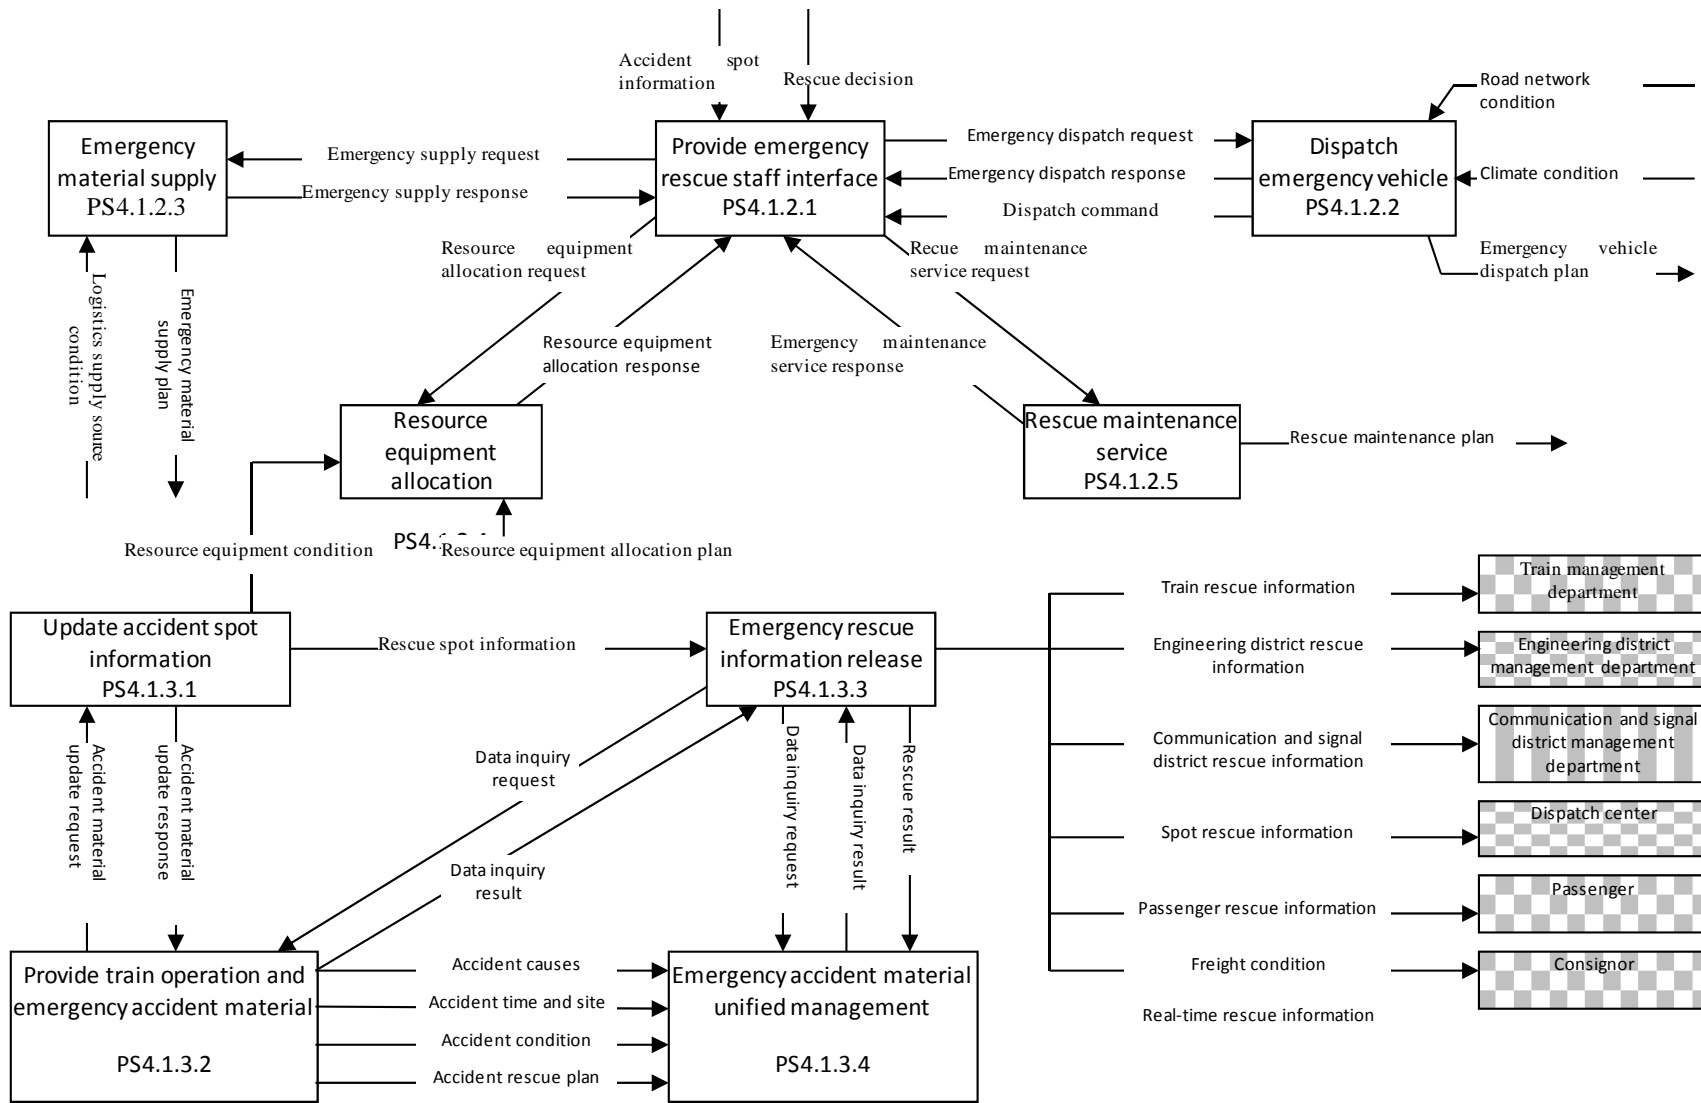 Accident spot
information
Rescue decision
Road network
condition
Emergency
material supply
PS4.1.2.3
Emergency supply request
Emergency supply response
Provide emergency
rescue staff interface
PS4.1.2.1
Emergency dispatch request
Emergency dispatch response
Dispatch command
Dispatch
emergency vehicle
PS4.1.2.2
Climate condition
Emergency vehicle
dispatch plan
Resource equipment
allocation request
Recue maintenance
service request
Logistics supply source
condition
Emergency material
supply plan
Resource equipment
allocation response
Emergency maintenance
service response
Resource
equipment
allocation
Rescue maintenance
service
PS4.1.2.5
Rescue maintenance plan
Resource equipment condition
Resource equipment allocation plan
Update accident spot
information
PS4.1.3.1
Rescue spot information
Emergency rescue
information release
PS4.1.3.3
Train rescue information
Train management
department
Engineering district rescue
information
Engineering district
management department
Communication and signal
district rescue information
Communication and signal
district management
department
Spot rescue information
Dispatch center
Passenger rescue information
Passenger
Freight condition
Consignor
Real-time rescue information
Accident material
update request
Accident material
update response
Data inquiry
request
Data inquiry
result
Data inquiry request
Data inquiry result
Rescue result
Provide train operation and
emergency accident material
PS4.1.3.2
Accident causes
Accident time and site
Accident condition
Accident rescue plan
Emergency accident material
unified management
PS4.1.3.4